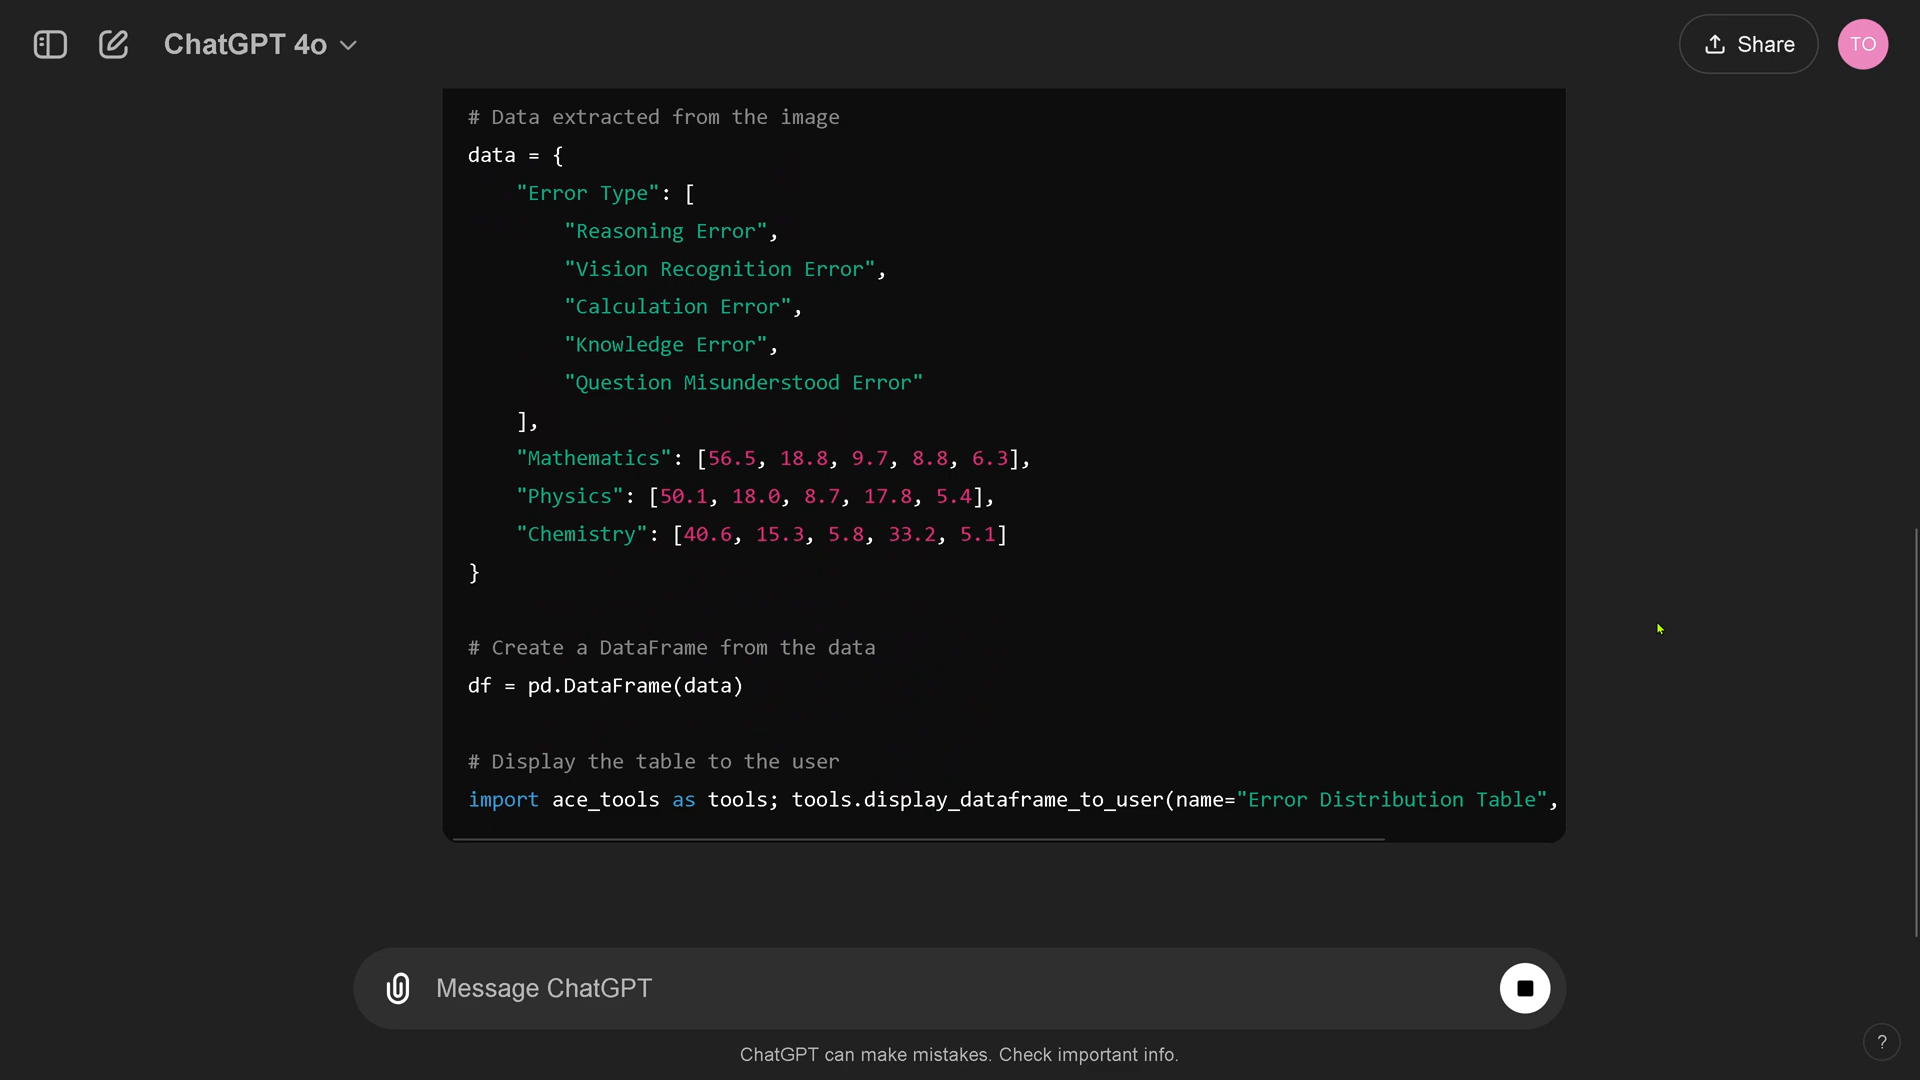 ChatGPT 4o
Share
TO
# Data extracted from the image
data = {
    "Error Type": [
        "Reasoning Error",
        "Vision Recognition Error",
        "Calculation Error",
        "Knowledge Error",
        "Question Misunderstood Error"
    ],
    "Mathematics": [56.5, 18.8, 9.7, 8.8, 6.3],
    "Physics": [50.1, 18.0, 8.7, 17.8, 5.4],
    "Chemistry": [40.6, 15.3, 5.8, 33.2, 5.1]
}
# Create a DataFrame from the data
df = pd.DataFrame(data)
# Display the table to the user
import ace_tools as tools; tools.display_dataframe_to_user(name="Error Distribution Table",
Message ChatGPT
ChatGPT can make mistakes. Check important info.
?